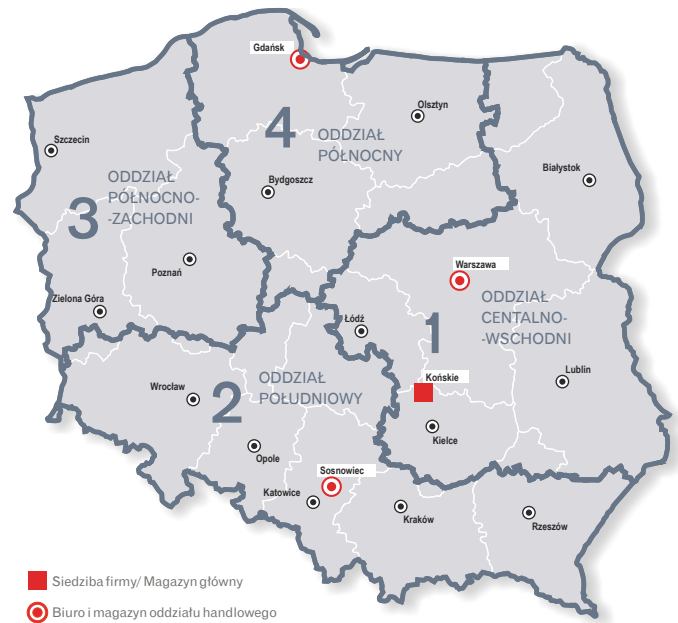 Gdańsk
Olsztyn
4
ODDZIAŁ
PÓŁNOCNY
Szczecin
Białystok
ODDZIAŁ
PÓŁNOCNO-
-ZACHODNI
3
Bydgoszcz
Poznań
Warszawa
Zielona Góra
Łódź
1
ODDZIAŁ
CENTALNO-
-WSCHODNI
Wrocław
2
ODDZIAŁ
POŁUDNIOWY
Końskie
Lublin
Kielce
Opole
Sosnowiec
Katowice
Kraków
Rzeszów
Siedziba firmy/ Magazyn główny
Biuro i magazyn oddziału handlowego